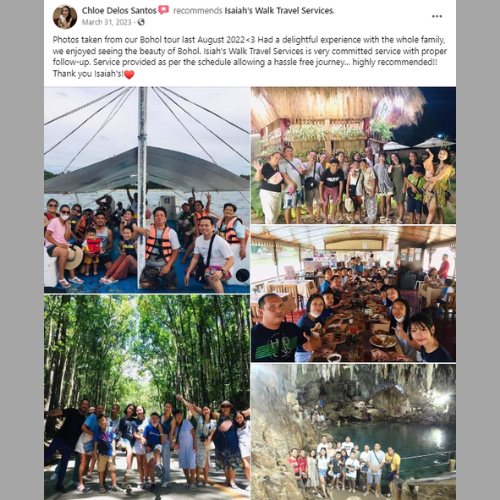 Chloe Delos Santos recommends Isaiah's Walk Travel Services.
March 31, 2023 ·
Photos taken from our Bohol tour last August 2022<3 Had a delightful experience with the whole family,
we enjoyed seeing the beauty of Bohol. Isiah's Walk Travel Services is very committed service with proper
follow-up. Service provided as per the schedule allowing a hassle free journey... highly recommended!!
Thank you Isaiah's!❤️